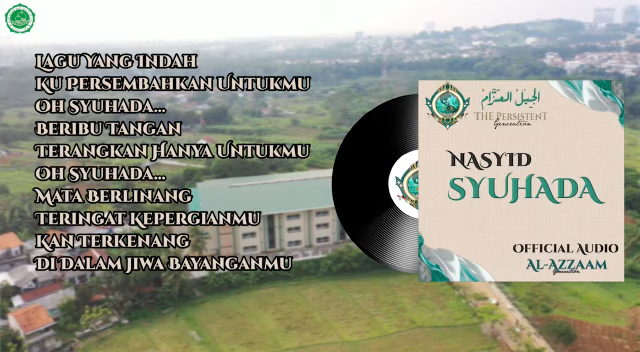 Lagu Yang Indah
Ku Persembahkan Untukmu
Oh Syuhada...
Beribu Tangan
Terangkan Hanya Untukmu
Oh Syuhada...
Mata Berlinang
Teringat Kepergianmu
Kan Terkenang
Di Dalam Jiwa Bayanganmu
الجيل العزّام
The Persistent
Generation
Nasyid
Syuhada
Official Audio
Al-Azzaam
Generation